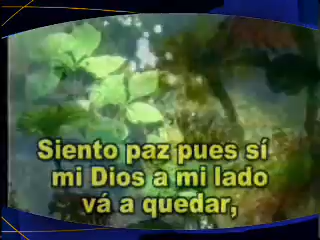 Siento paz pues sí
mi Dios a mi lado
vá a quedar,